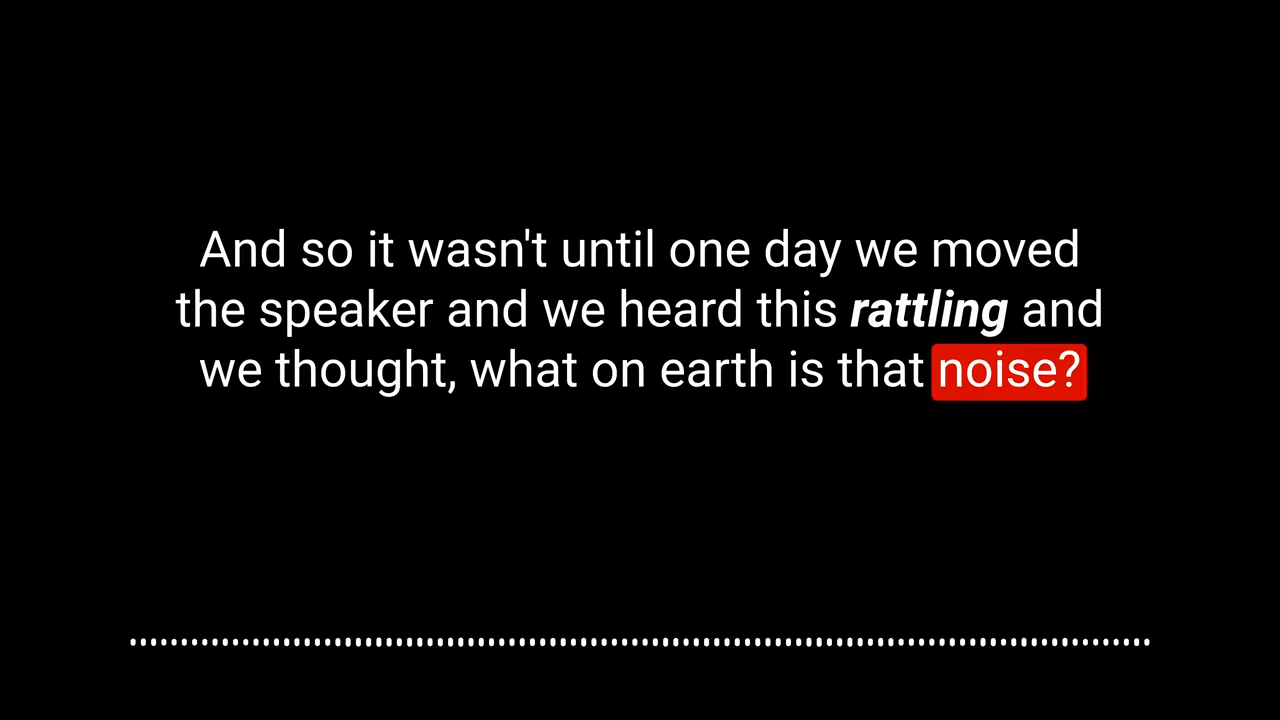 And so it wasn't until one day we moved
the speaker and we heard this rattling and
we thought, what on earth is that noise?